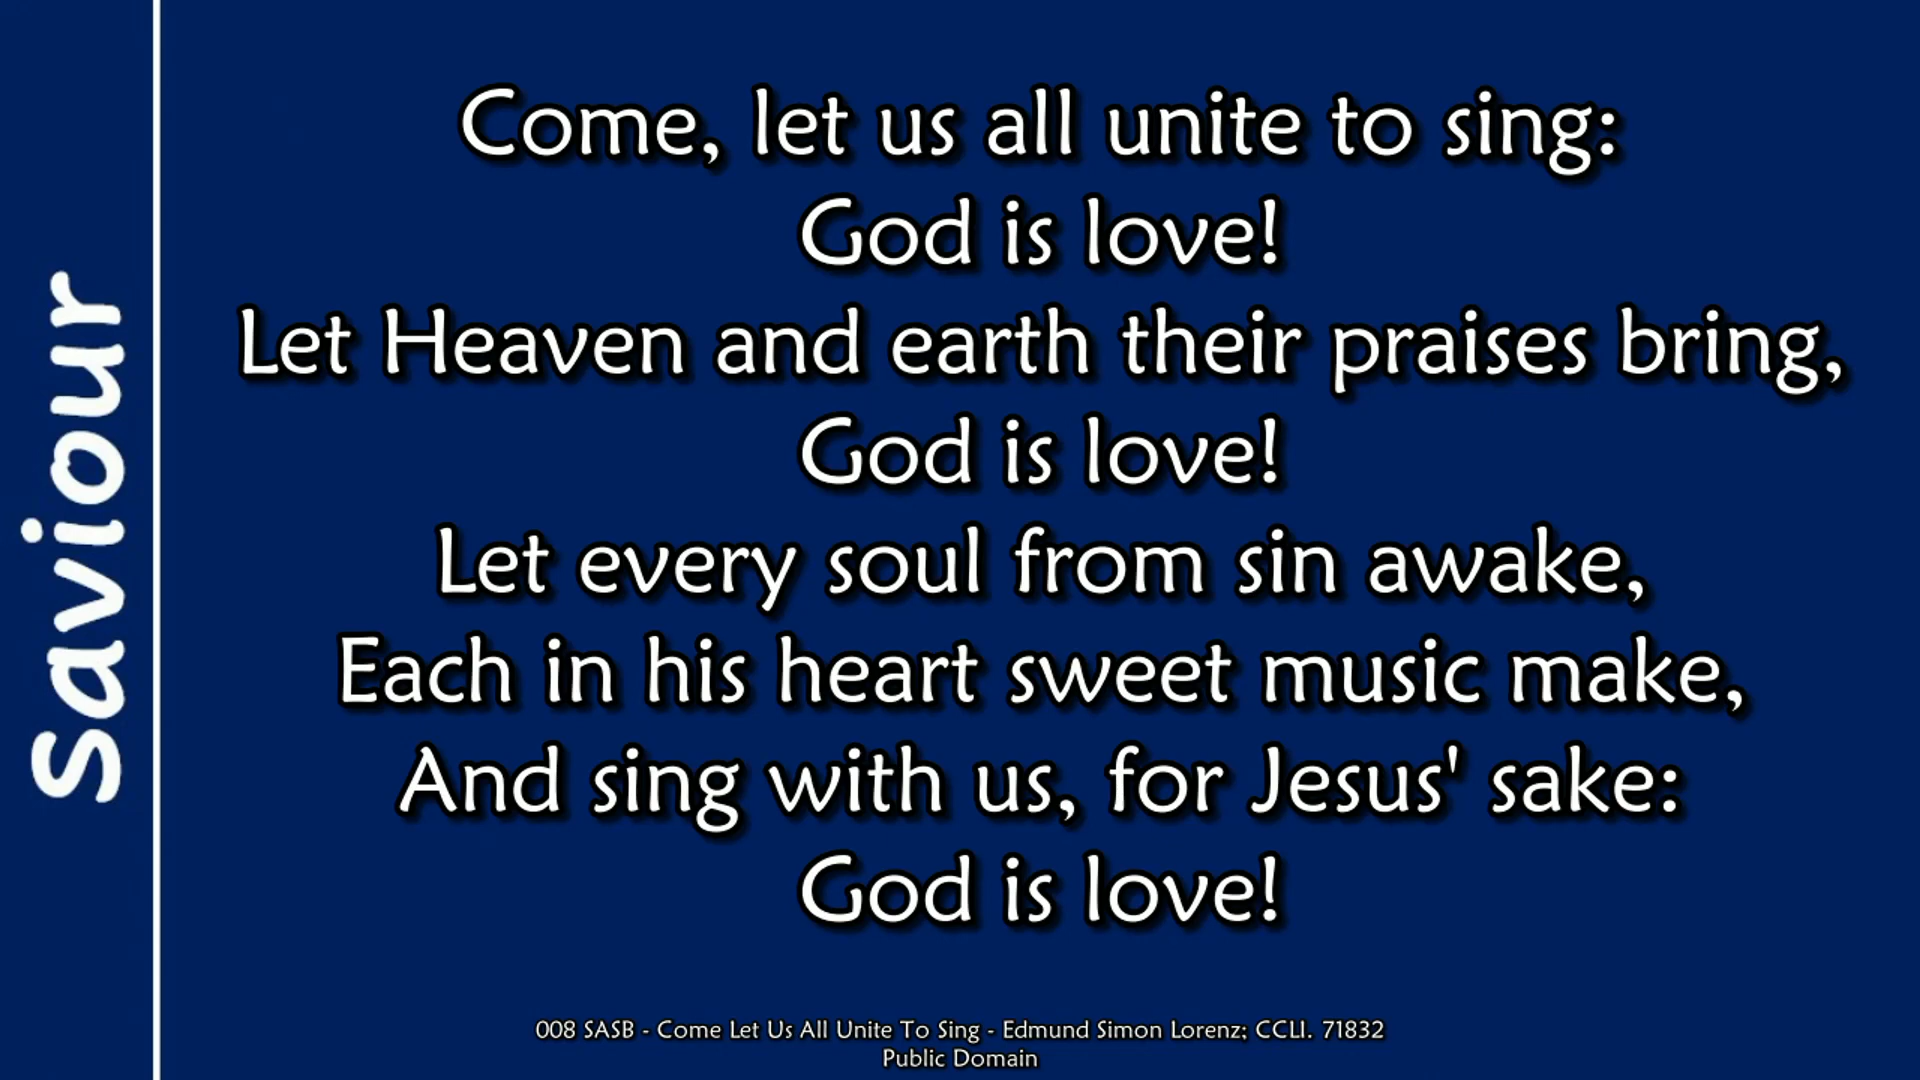 Saviour
Come, let us all unite to sing:
God is love!
Let Heaven and earth their praises bring,
God is love!
Let every soul from sin awake,
Each in his heart sweet music make,
And sing with us, for Jesus' sake:
God is love!
008 SASB - Come Let Us All Unite To Sing - Edmund Simon Lorenz; CCLI. 71832
Public Domain